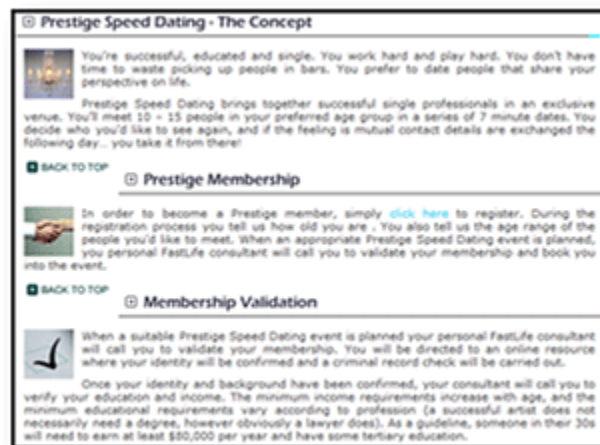 Prestige Speed Dating - The Concept
You're successful, educated and single. You work hard and play hard. You don't have
time to waste picking up people in bars. You prefer to date people that share your
perspective on life.
Prestige Speed Dating brings together successful single professionals in an exclusive
venue. You'll meet 10 - 15 people in your preferred age group in a series of 7 minute dates. You
decide who you'd like to see again, and if the feeling is mutual contact details are exchanged the
following day... you take it from there!
BACK TO TOP
Prestige Membership
In order to become a Prestige member, simply click here to register. During the
registration process you tell us how old you are . You also tell us the age range of the
people you'd like to meet. When an appropriate Prestige Speed Dating event is planned,
you personal FastLife consultant will call you to validate your membership and book you
into the event.
BACK TO TOP
Membership Validation
When a suitable Prestige Speed Dating event is planned your personal FastLife consultant
will call you to validate your membership. You will be directed to an online resource
where your identity will be confirmed and a criminal record check will be carried out.
Once your identity and background have been confirmed, your consultant will call you to
verify your education and income. The minimum income requirements increase with age, and the
minimum educational requirements vary according to profession (a successful artist does not
necessarily need a degree, however obviously a lawyer does). As a guideline, someone in their 30s
will need to earn at least $80,000 per year and have some tertiary education.